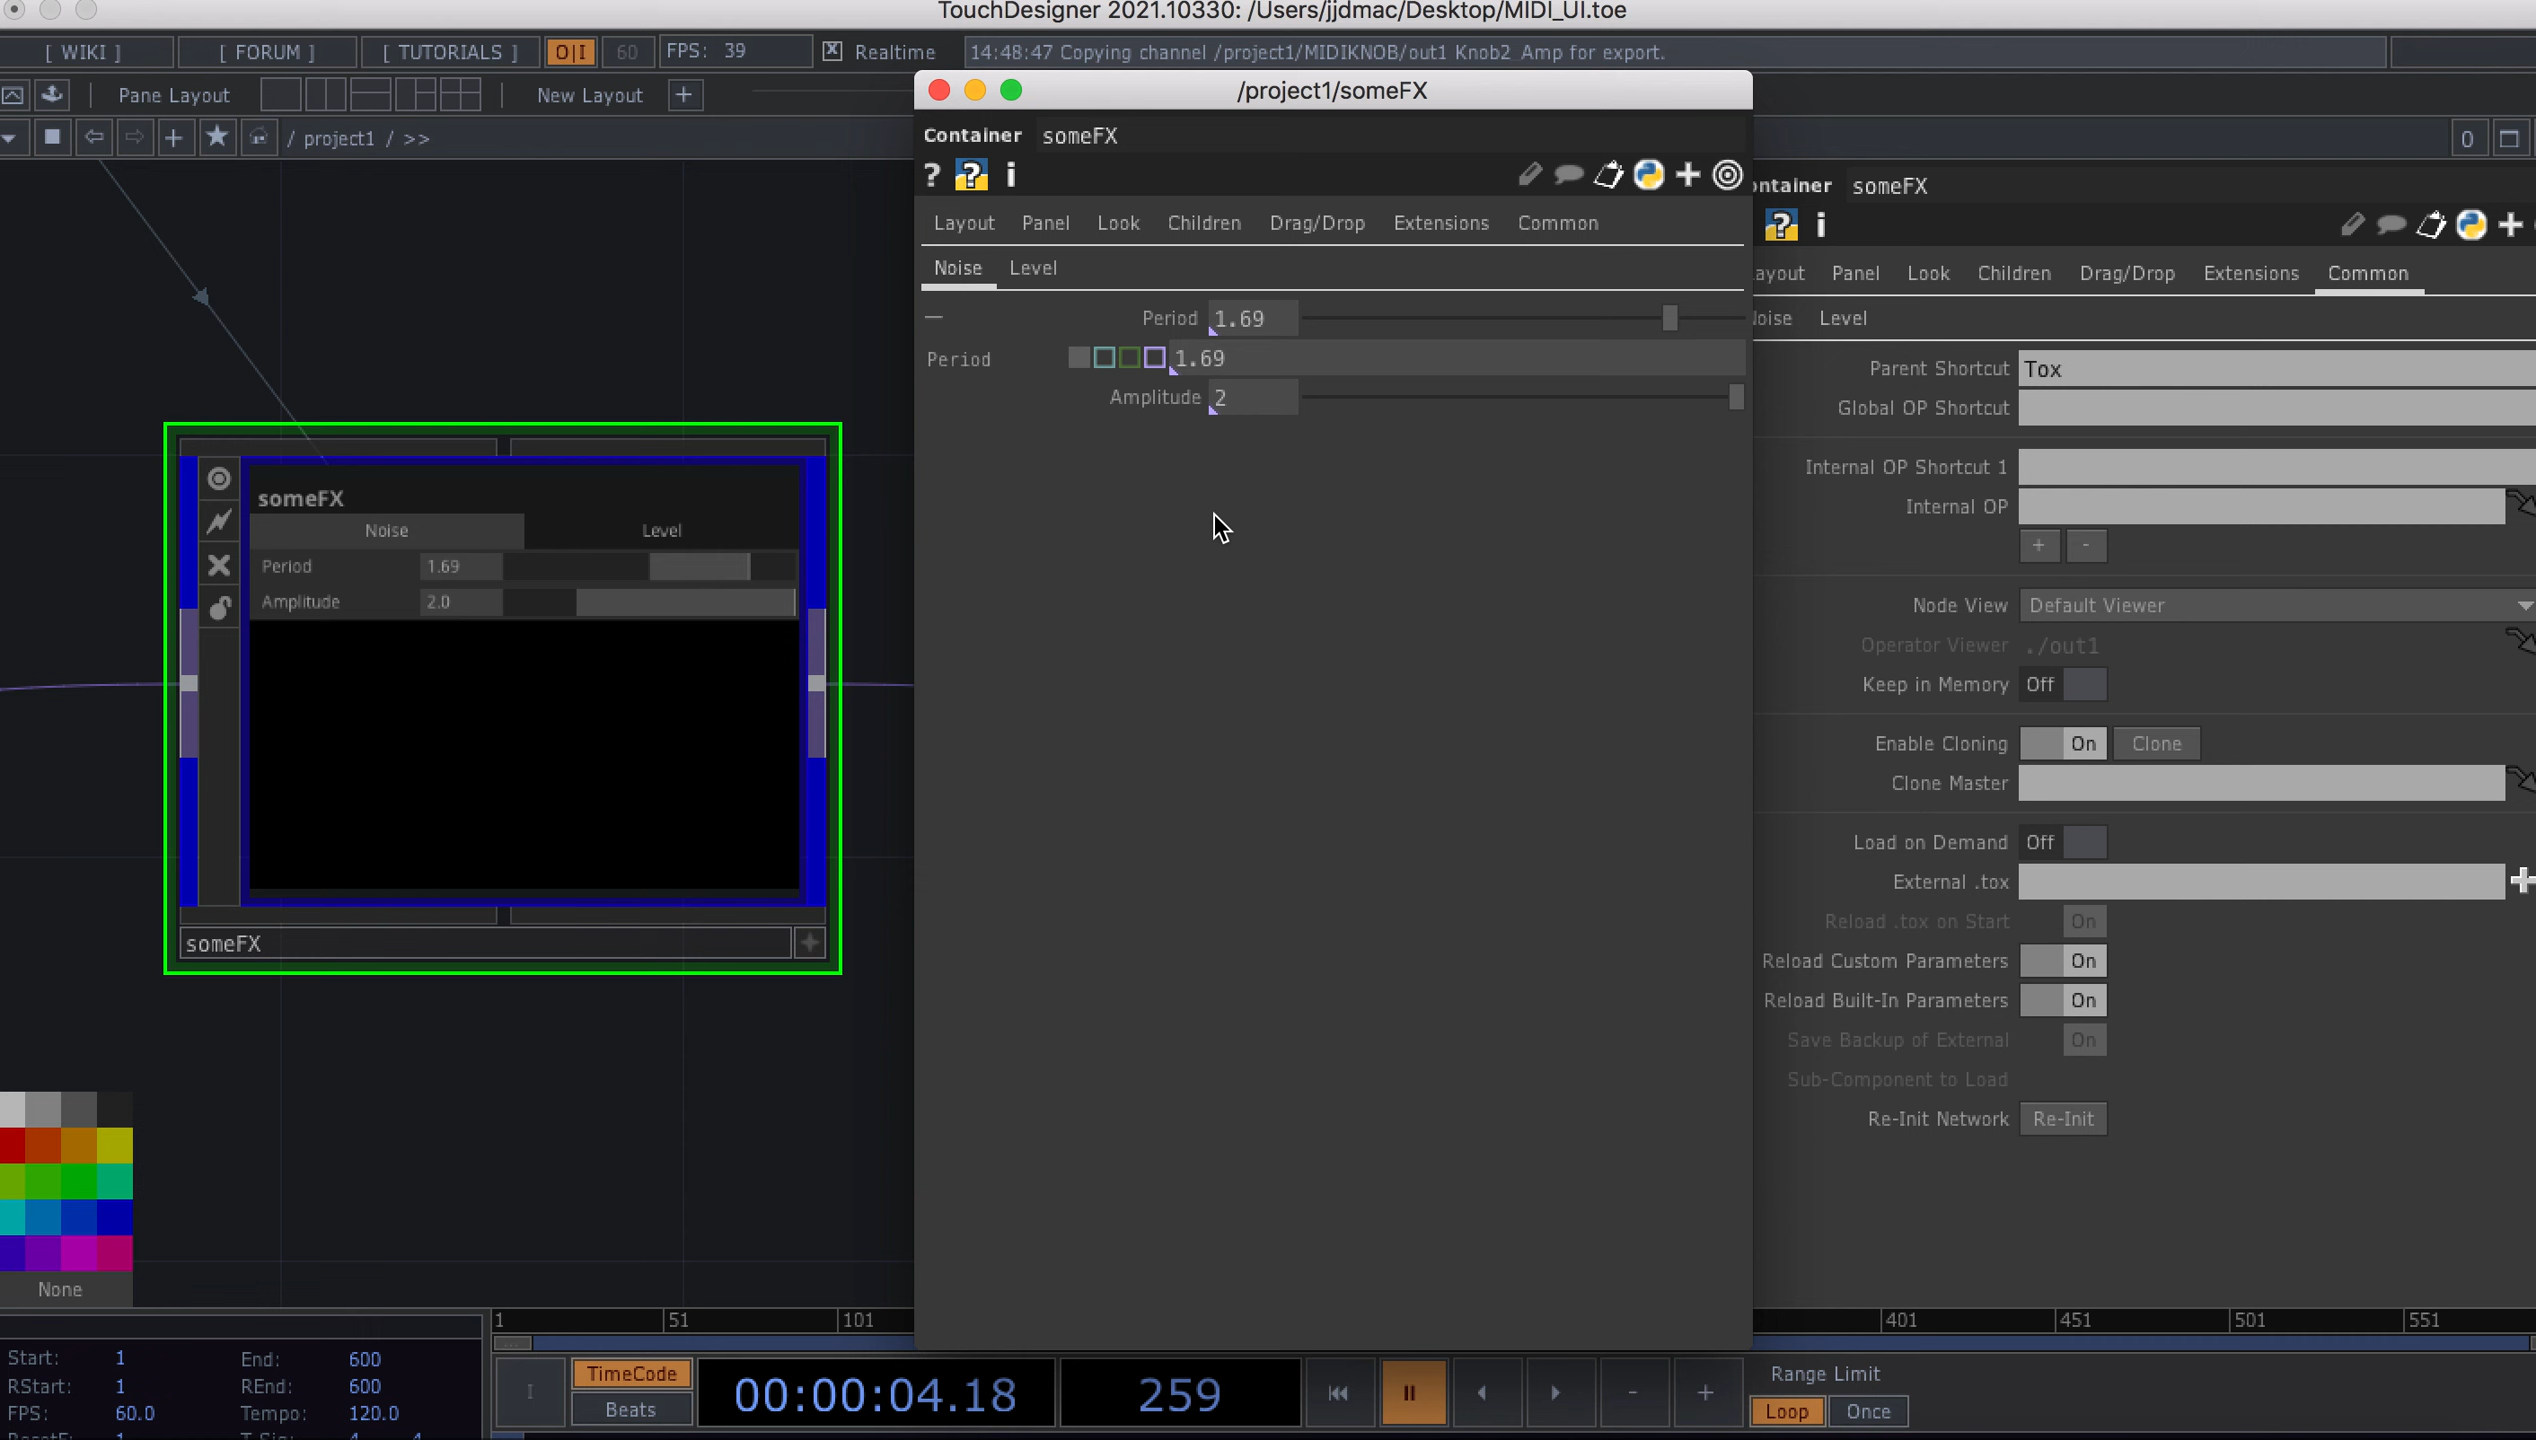 TouchDesigner 2021.10330: /Users/jjdmac/Desktop/MIDI_UI.toe
[ WIKI ]
[ FORUM ]
[ TUTORIALS ]
O|I
60
FPS: 39
X
Realtime
14:48:47 Copying channel /project1/MIDIKNOB/out1 Knob2_Amp for export.
Pane Layout
New Layout
+
/ project1 / >>
0
/project1/someFX
Container someFX
? ? i
Layout Panel Look Children Drag/Drop Extensions Common
Noise Level
Period 1.69
Period 1.69
Amplitude 2
ontainer someFX
? i
ayout Panel Look Children Drag/Drop Extensions Common
Noise Level
Parent Shortcut Tox
Global OP Shortcut
Internal OP Shortcut 1
Internal OP
+ -
Node View Default Viewer
Operator Viewer ./out1
Keep in Memory Off
Enable Cloning On Clone
Clone Master
Load on Demand Off
External .tox
Reload .tox on Start On
Reload Custom Parameters On
Reload Built-In Parameters On
Save Backup of External On
Sub-Component to Load
Re-Init Network Re-Init
someFX
Noise Level
Period 1.69
Amplitude 2.0
someFX
None
1 51 101 401 451 501 551
Start: 1 End: 600
RStart: 1 REnd: 600
FPS: 60.0 Tempo: 120.0
TimeCode
Beats
00:00:04.18
259
- +
Range Limit
Loop Once